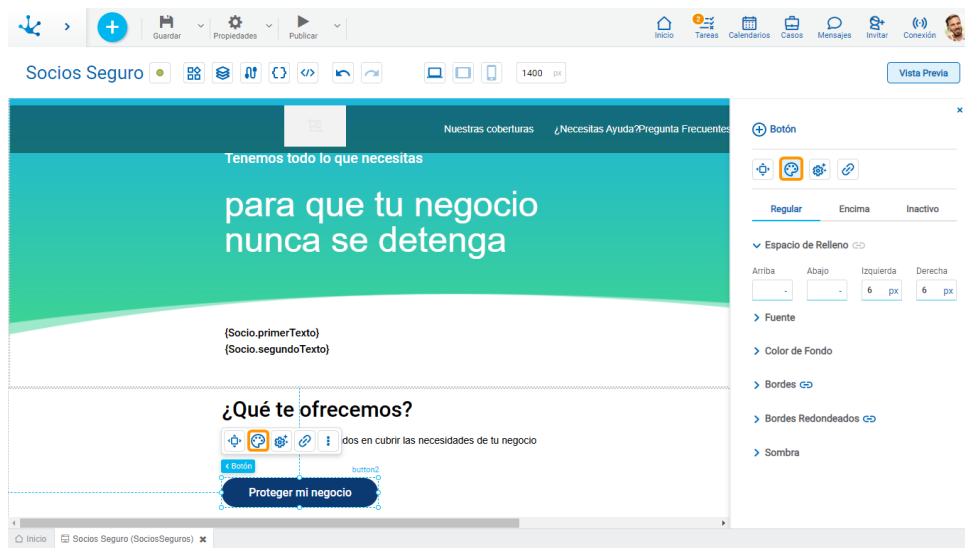 Guardar
Propiedades
Publicar
Inicio
2
Tareas
Calendarios
Casos
Mensajes
Invitar
Conexión
Socios Seguro
1400 px
Vista Previa
Nuestras coberturas
¿Necesitas Ayuda?Pregunta Frecuentes
Tenemos todo lo que necesitas
para que tu negocio
nunca se detenga
{Socio.primerTexto}
{Socio.segundoTexto}
¿Qué te ofrecemos?
dos en cubrir las necesidades de tu negocio
Botón
button2
Proteger mi negocio
Botón
Regular
Encima
Inactivo
Espacio de Relleno
Arriba Abajo Izquierda Derecha
- - 6 px 6 px
Fuente
Color de Fondo
Bordes
Bordes Redondeados
Sombra
Inicio
Socios Seguro (SociosSeguros)